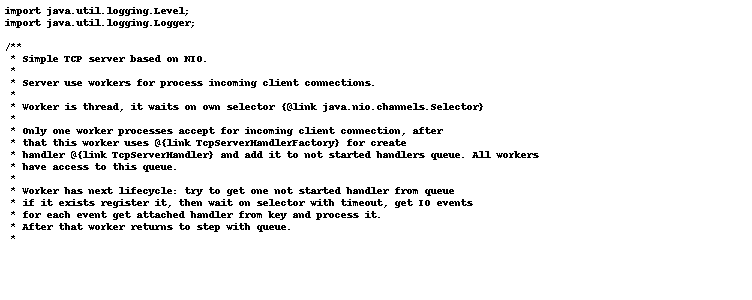 import java.util.logging.Level;
import java.util.logging.Logger;

/**
 * Simple TCP server based on NIO.
 *
 * Server use workers for process incoming client connections.
 *
 * Worker is thread, it waits on own selector {@link java.nio.channels.Selector}
 *
 * Only one worker processes accept for incoming client connection, after
 * that this worker uses @{link TcpServerHandlerFactory} for create
 * handler @{link TcpServerHandler} and add it to not started handlers queue. All workers
 * have access to this queue.
 *
 * Worker has next lifecycle: try to get one not started handler from queue
 * if it exists register it, then wait on selector with timeout, get IO events
 * for each event get attached handler from key and process it.
 * After that worker returns to step with queue.
 *